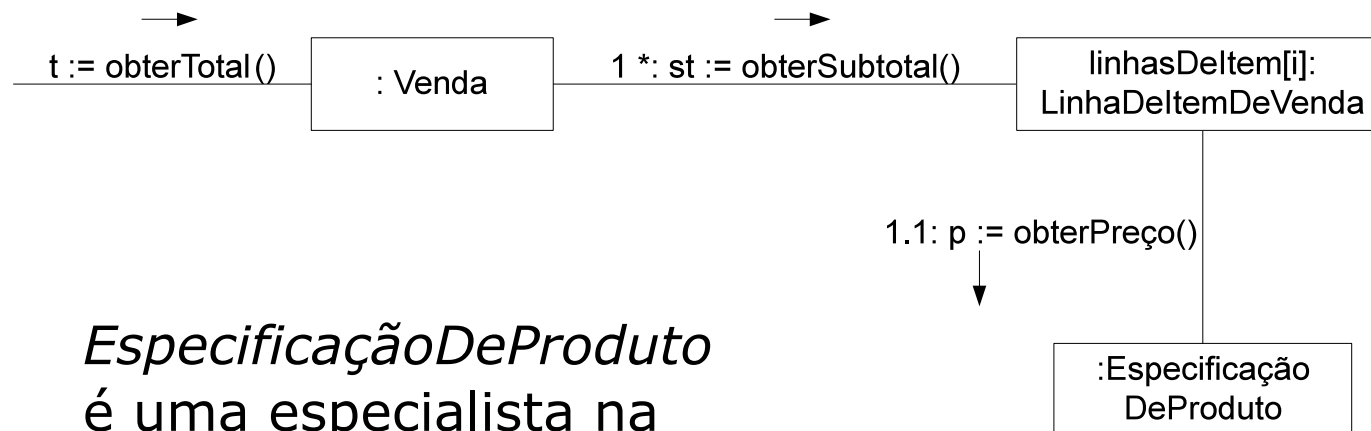 t := obterTotal()
: Venda
1 *: st := obterSubtotal()
linhasDeItem[i]:
LinhaDeItemDeVenda
1.1: p := obterPreço()
EspecificaçãoDeProduto
é uma especialista na
:Especificação
DeProduto